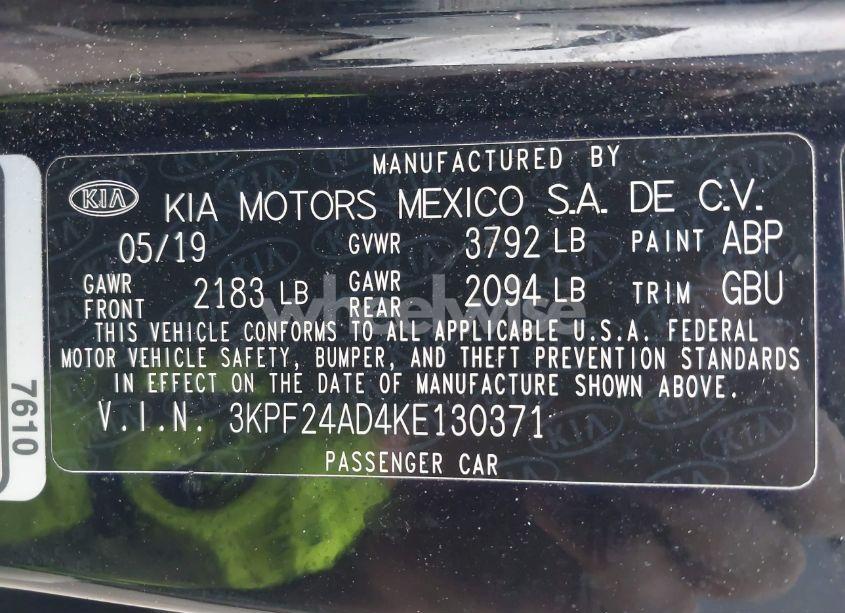 MANUFACTURED BY
KIA KIA MOTORS MEXICO S.A. DE C.V.
05/19 GVWR 3792 LB PAINT ABP
GAWR FRONT 2183 LB GAWR REAR 2094 LB TRIM GBU
THIS VEHICLE CONFORMS TO ALL APPLICABLE U.S.A. FEDERAL
MOTOR VEHICLE SAFETY, BUMPER, AND THEFT PREVENTION STANDARDS
IN EFFECT ON THE DATE OF MANUFACTURE SHOWN ABOVE.
V.I.N. 3KPF24AD4KE130371
PASSENGER CAR
7610
wheelwise